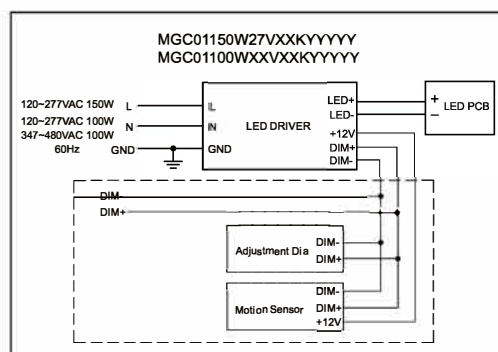 MGC01150W27VXXKYYYYY
MGC01100WXXVXXKYYYYY
120~277VAC 150W
120~277VAC 100W
347~480VAC 100W
60Hz
L
N
GND
IL
IN
GND
LED DRIVER
LED+
LED-
+12V
DIM+
DIM-
+
−
LED PCB
DIM-
DIM+
Adjustment Dia
DIM-
DIM+
Motion Sensor
DIM-
DIM+
+12V